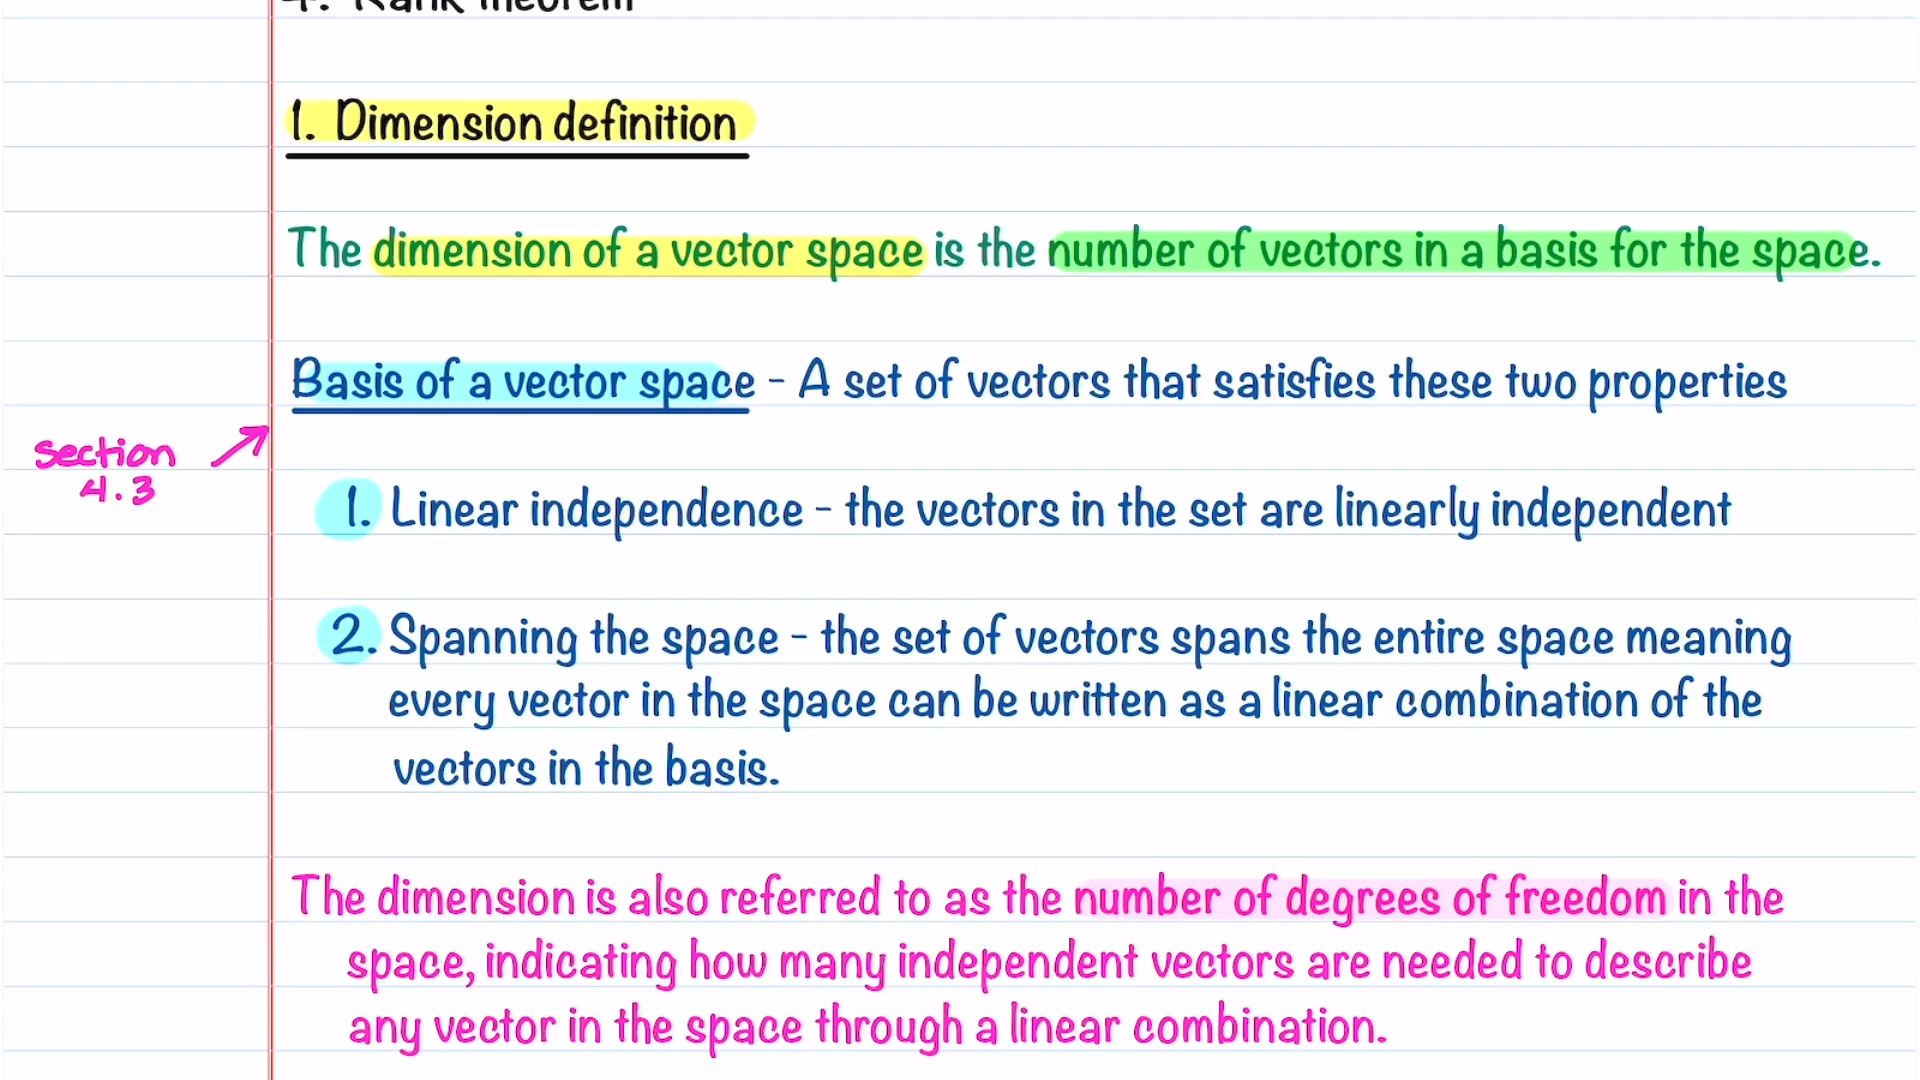 4. Rank theorem
1. Dimension definition
The dimension of a vector space is the number of vectors in a basis for the space.
Basis of a vector space - A set of vectors that satisfies these two properties
section
4.3
1. Linear independence - the vectors in the set are linearly independent
2. Spanning the space - the set of vectors spans the entire space meaning
every vector in the space can be written as a linear combination of the
vectors in the basis.
The dimension is also referred to as the number of degrees of freedom in the
space, indicating how many independent vectors are needed to describe
any vector in the space through a linear combination.